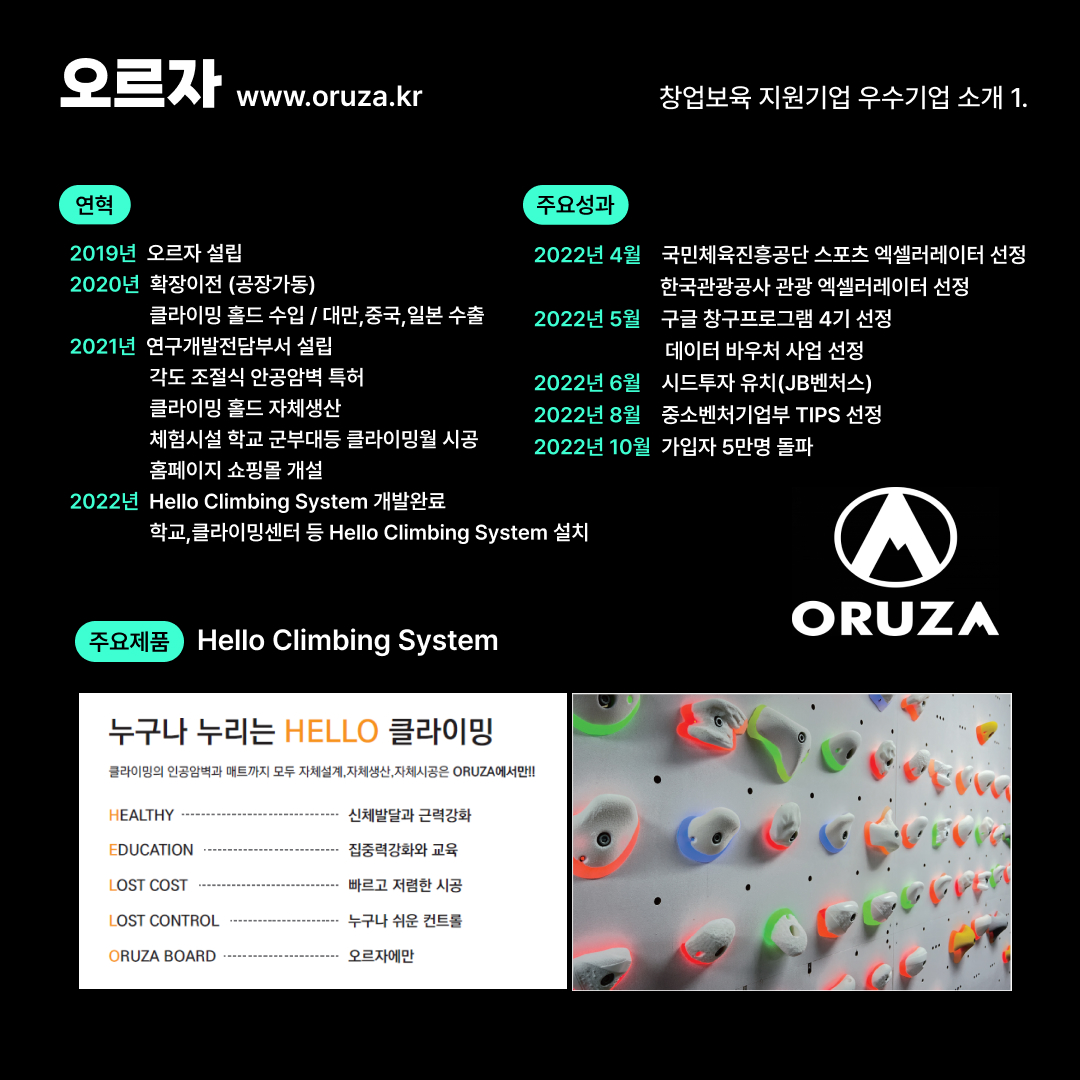 오르자 www.oruza.kr
창업보육 지원기업 우수기업 소개 1.
연혁
2019년 오르자 설립
2020년 확장이전 (공장가동)
클라이밍 홀드 수입 / 대만,중국,일본 수출
2021년 연구개발전담부서 설립
각도 조절식 안공암벽 특허
클라이밍 홀드 자체생산
체험시설 학교 군부대등 클라이밍월 시공
홈페이지 쇼핑몰 개설
2022년 Hello Climbing System 개발완료
학교,클라이밍센터 등 Hello Climbing System 설치
주요성과
2022년 4월 국민체육진흥공단 스포츠 엑셀러레이터 선정
한국관광공사 관광 엑셀러레이터 선정
2022년 5월 구글 창구프로그램 4기 선정
데이터 바우처 사업 선정
2022년 6월 시드투자 유치(JB벤처스)
2022년 8월 중소벤처기업부 TIPS 선정
2022년 10월 가입자 5만명 돌파
ORUZA
주요제품 Hello Climbing System
누구나 누리는 HELLO 클라이밍
클라이밍의 인공암벽과 매트까지 모두 자체설계,자체생산,자체시공은 ORUZA에서만!!
HEALTHY ---------------------------- 신체발달과 근력강화
EDUCATION ------------------------ 집중력강화와 교육
LOST COST ------------------------- 빠르고 저렴한 시공
LOST CONTROL ------------------- 누구나 쉬운 컨트롤
ORUZA BOARD -------------------- 오르자에만